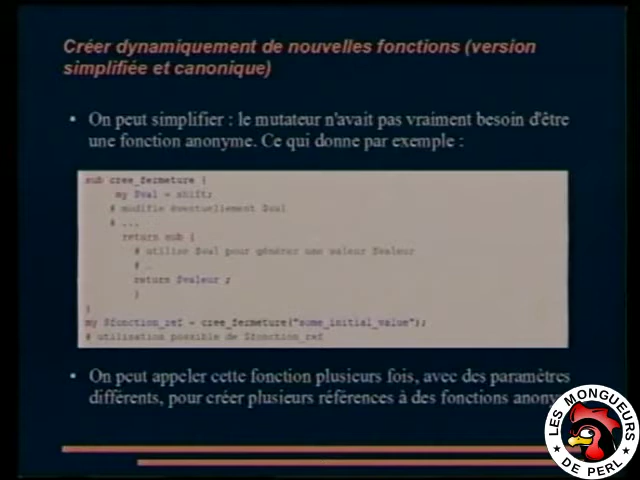 Créer dynamiquement de nouvelles fonctions (version
simplifiée et canonique)
• On peut simplifier : le mutateur n'avait pas vraiment besoin d'être
une fonction anonyme. Ce qui donne par exemple :
sub cree_fermeture {
my $val = shift;
# modifie éventuellement $val
# ...
return sub {
# utilise $val pour générer une valeur $valeur
# .
return $valeur ;
}
}
my $fonction_ref = cree_fermeture("some_initial_value");
# utilisation possible de $fonction_ref
• On peut appeler cette fonction plusieurs fois, avec des paramètres
différents, pour créer plusieurs références à des fonctions anony
LES MONGUEURS
DE PERL